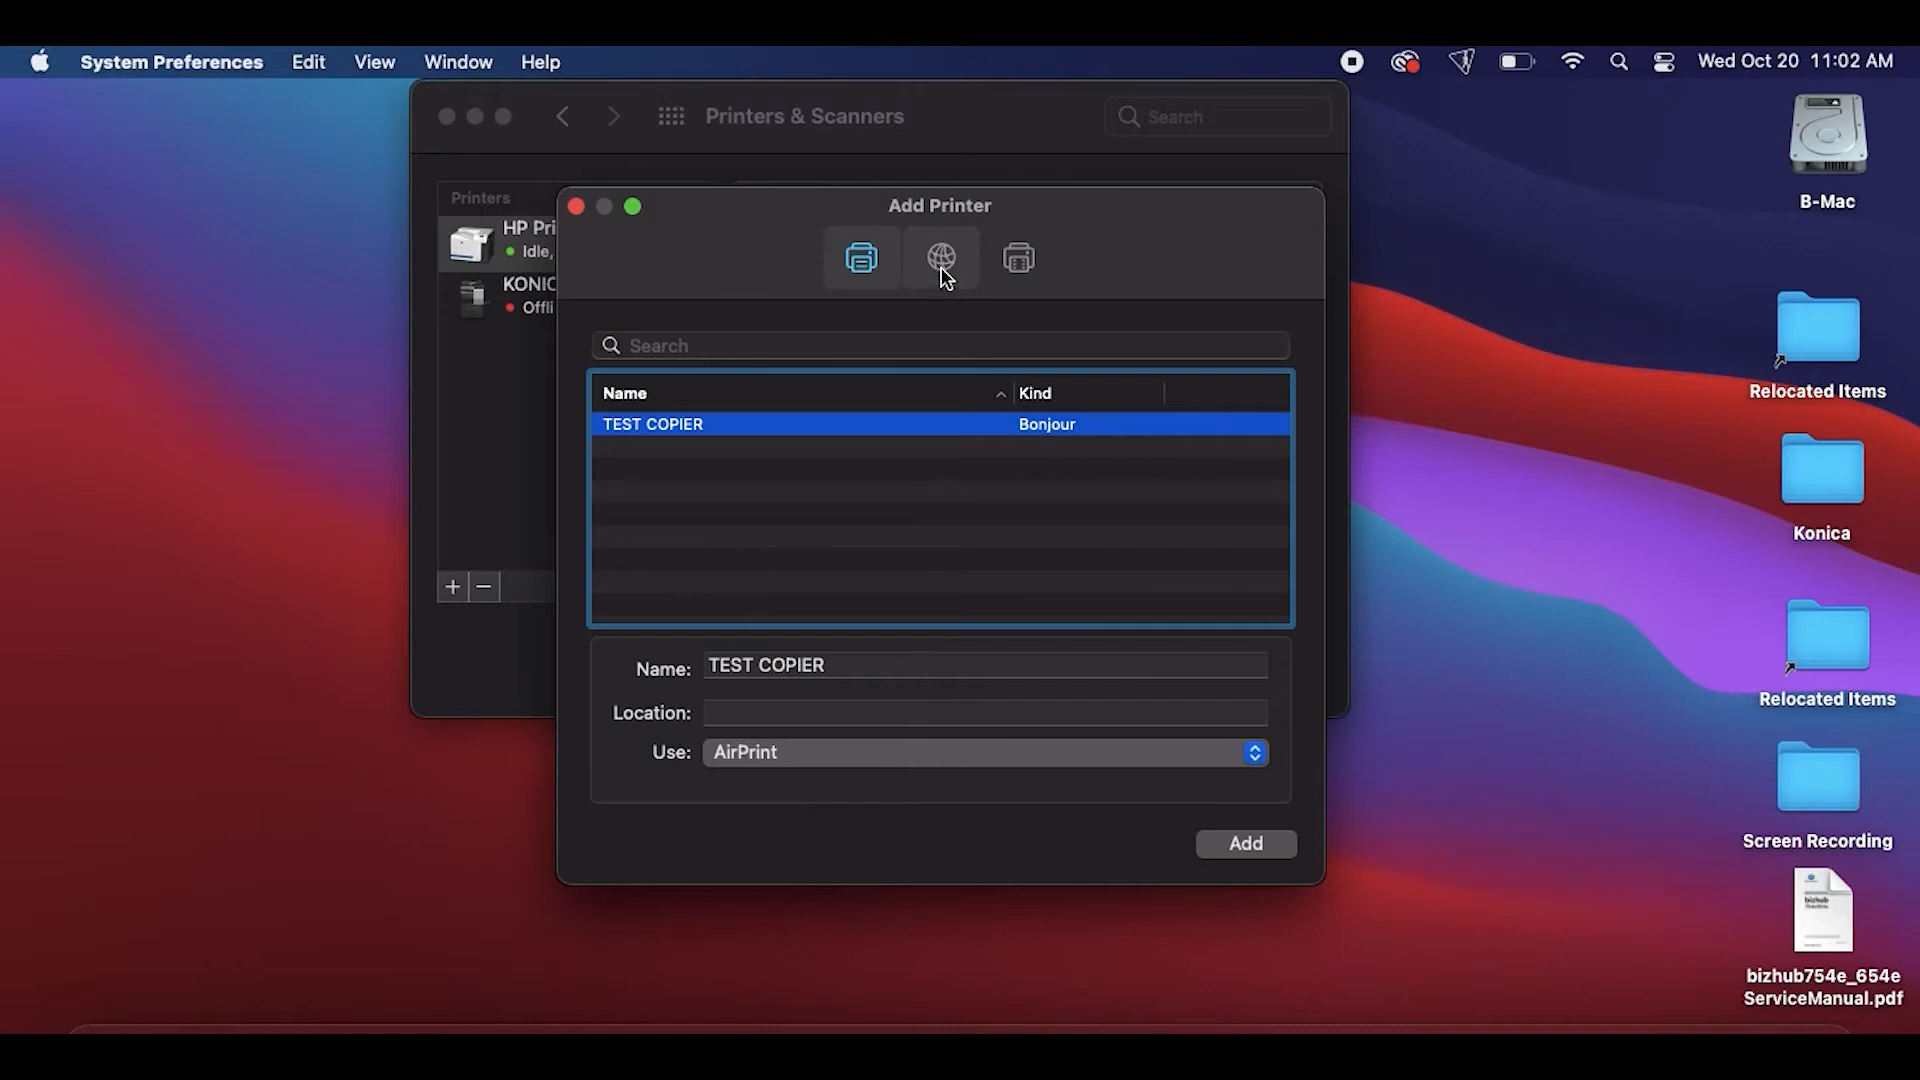 System Preferences Edit View Window Help Wed Oct 20 11:02 AM
Printers & Scanners Search
B-Mac
Printers
HP Pri
Idle,
KONIC
Offli
Add Printer
Search
Name Kind
TEST COPIER Bonjour
Name: TEST COPIER
Location:
Use: AirPrint
Add
Relocated Items
Konica
Relocated Items
Screen Recording
bizhub
bizhub754e_654e
ServiceManual.pdf